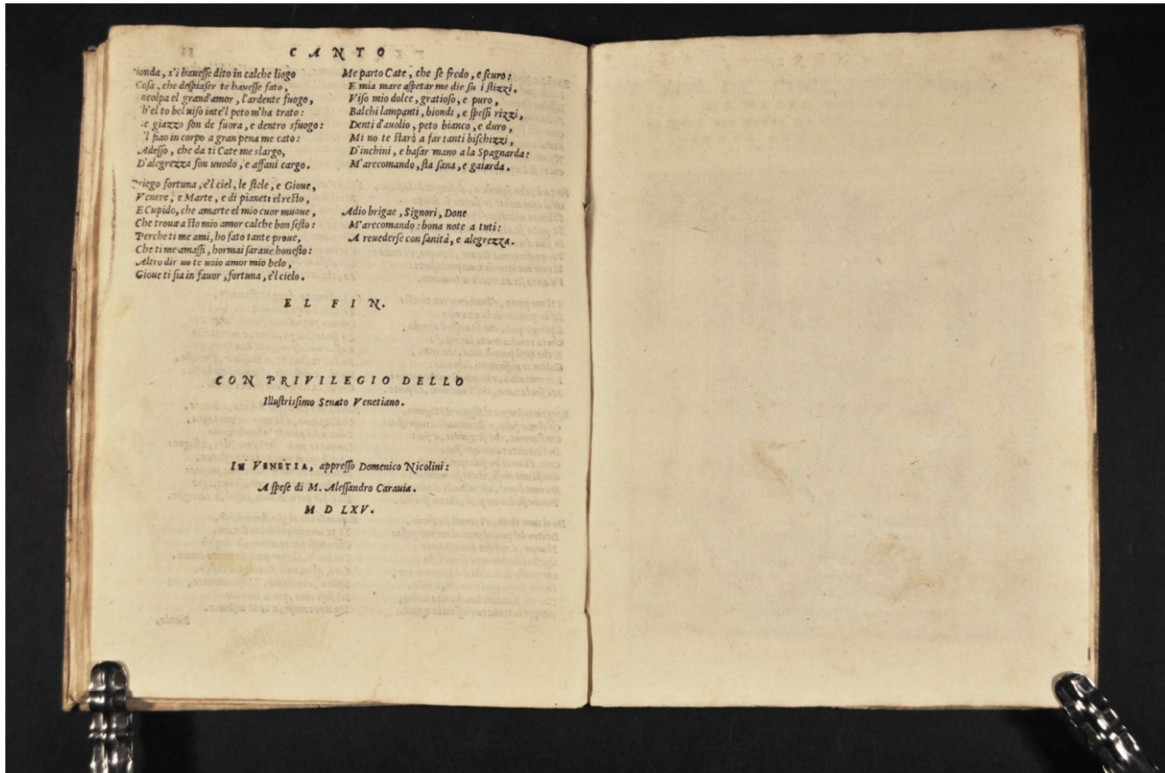 CANTO
ionda, s'i hauesse dito in calche liogo
Cosa, che despiaser te hauesse fato,
ncolpa el grand'amor, l'ardente fuogo,
h'el to bel uiso inte'l peto m'ha trato:
e giazzo son de fuora, e dentro sfuogo:
'l fiao in corpo a gran pena me cato:
Adesso, che da ti Cate me slargo,
D'alegrezza son uuodo, e affani cargo.
riego fortuna, e'l ciel, le stele, e Gioue,
Venere, e Marte, e di pianeti el resto,
E Cupido, che amarte el mio cuor muoue,
Che troua a sto mio amor calche bon sesto:
Perche ti me ami, ho fato tante proue,
Che ti me amassi, hormai saraue honesto:
Altro dir no te uoio amor mio belo,
Gioue ti sia in fauor, fortuna, e'l cielo.
Me parto Cate, che se fredo, e scuro:
E mia mare aspetar me die su i stizzi,
Viso mio dolce, gratioso, e puro,
Balchi lampanti, biondi, e spessi rizzi,
Denti d'auolio, peto bianco, e duro,
Mi no te starò a far tanti bischizzi,
D'inchini, e basar mano a la Spagnarda:
M'arecomando, sta sana, e gaiarda.
Adio brigae, Signori, Done
M'arecomando: bona note a tuti:
A reuederse con sanità, e alegrezza.
EL FIN.
CON PRIVILEGIO DELLO
Illustrissimo Senato Venetiano.
IN VENETIA, appresso Domenico Nicolini:
A spese di M. Alessandro Carauia.
M D LXV.